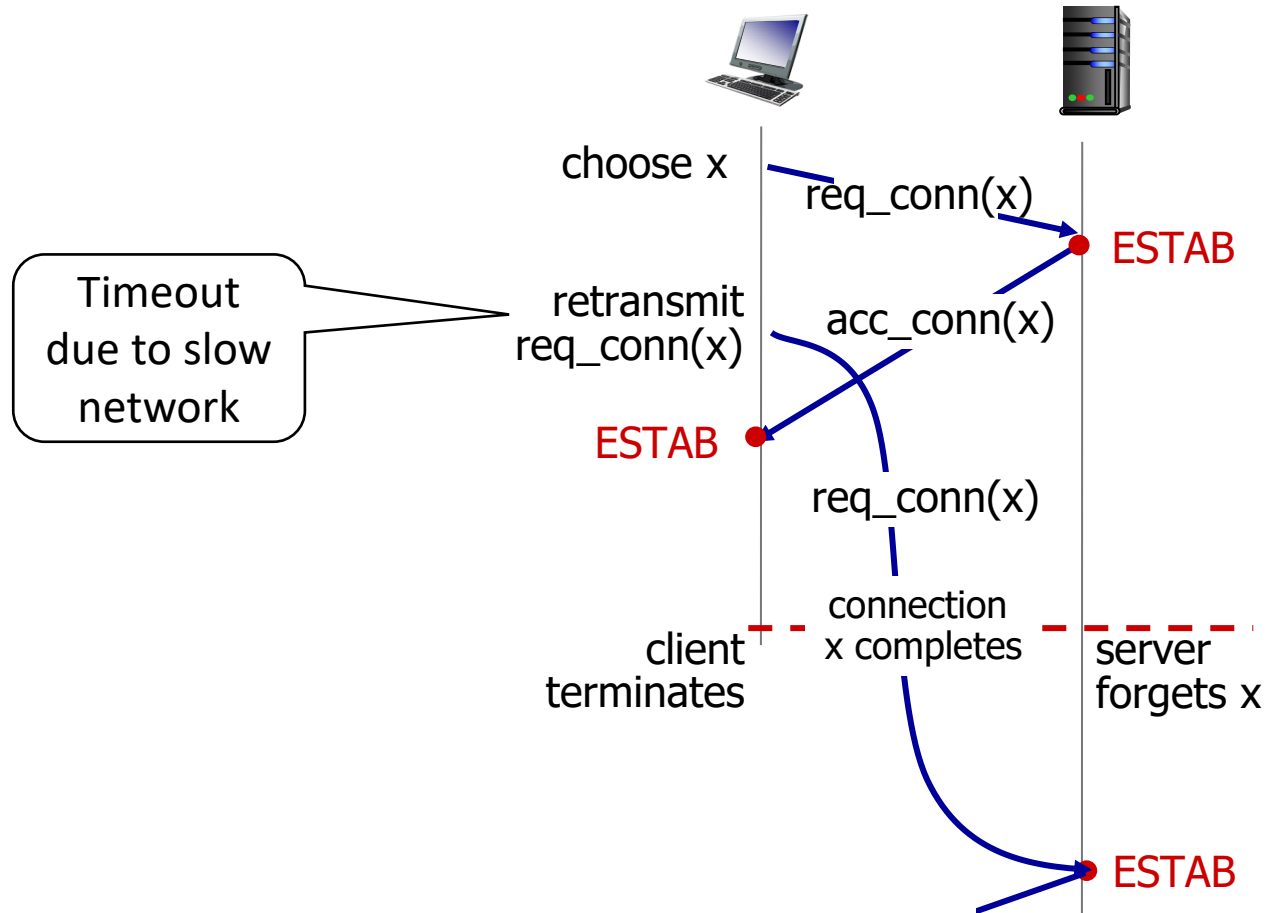 choose x
req_conn(x)
ESTAB
Timeout
due to slow
network
retransmit
req_conn(x)
acc_conn(x)
ESTAB
req_conn(x)
connection
x completes
client
terminates
server
forgets x
ESTAB